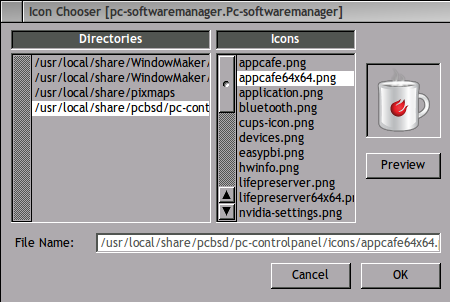 Icon Chooser [pc-softwaremanager.Pc-softwaremanager]
Directories
/usr/local/share/WindowMaker/
/usr/local/share/WindowMaker/
/usr/local/share/pixmaps
/usr/local/share/pcbsd/pc-cont
Icons
appcafe.png
appcafe64x64.png
application.png
bluetooth.png
cups-icon.png
devices.png
easypbi.png
hwinfo.png
lifepreserver.png
lifepreserver64x64.p
nvidia-settings.png
Preview
File Name:
/usr/local/share/pcbsd/pc-controlpanel/icons/appcafe64x64.p
Cancel
OK